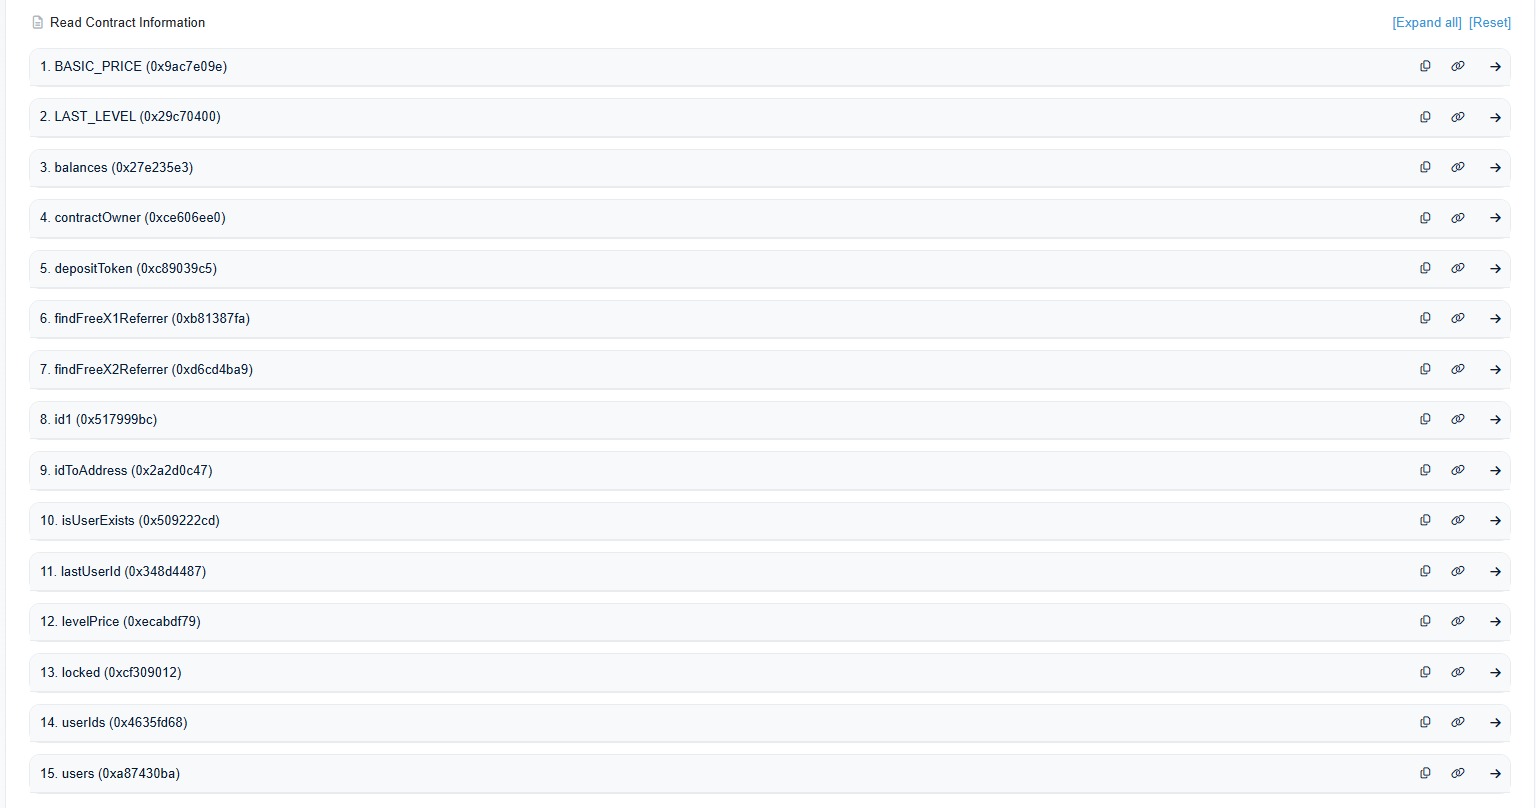 Read Contract Information [Expand all] [Reset]
1. BASIC_PRICE (0x9ac7e09e)
2. LAST_LEVEL (0x29c70400)
3. balances (0x27e235e3)
4. contractOwner (0xce606ee0)
5. depositToken (0xc89039c5)
6. findFreeX1Referrer (0xb81387fa)
7. findFreeX2Referrer (0xd6cd4ba9)
8. id1 (0x517999bc)
9. idToAddress (0x2a2d0c47)
10. isUserExists (0x509222cd)
11. lastUserId (0x348d4487)
12. levelPrice (0xecabdf79)
13. locked (0xcf309012)
14. userIds (0x4635fd68)
15. users (0xa87430ba)